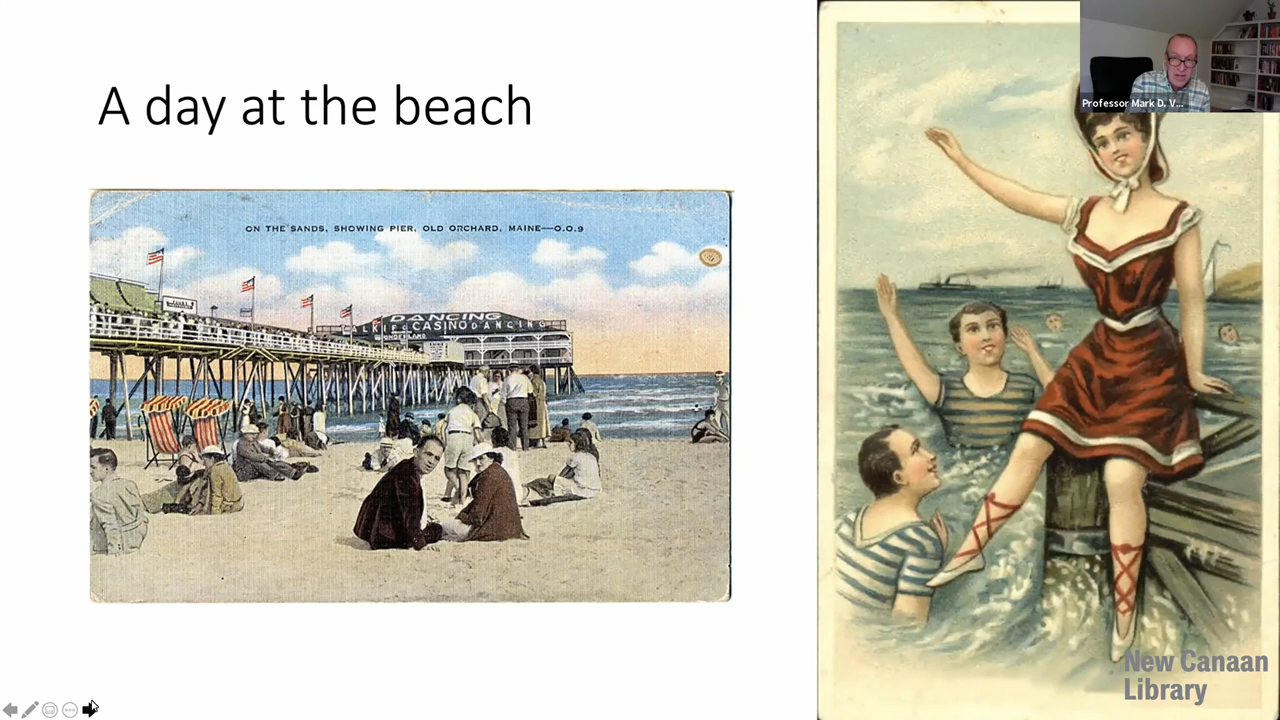 A day at the beach
ON THE SANDS, SHOWING PIER, OLD ORCHARD, MAINE—O.O.9
DANCING
CASINO DANCING
Professor Mark D. V...
New Canaan
Library